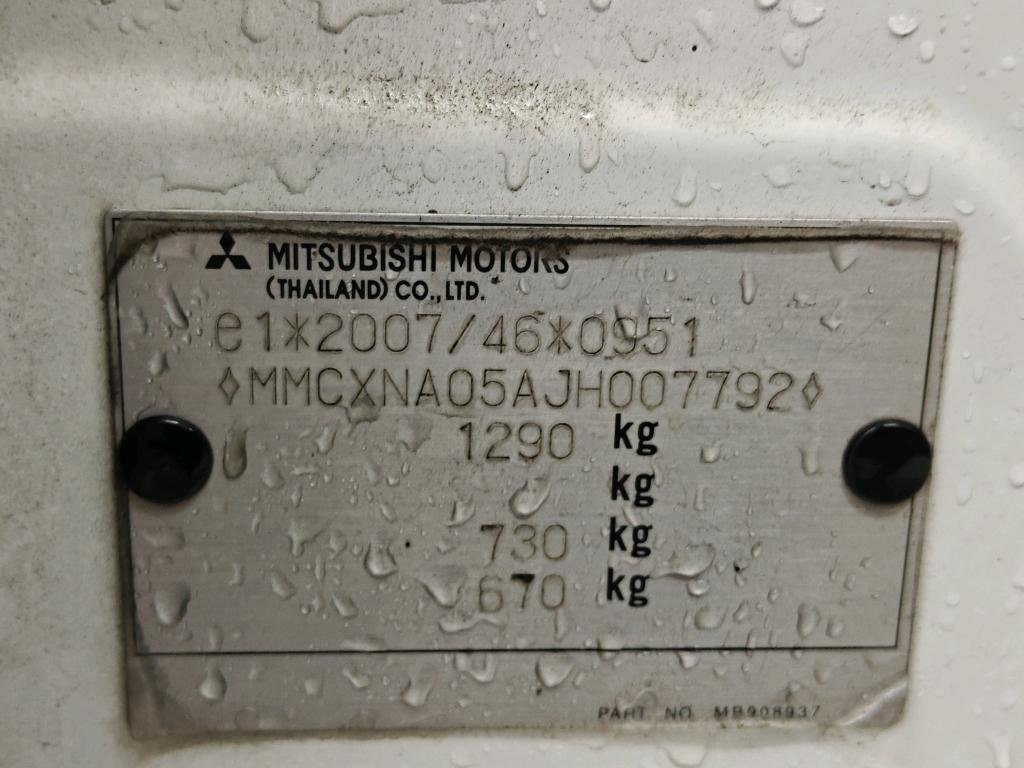 MITSUBISHI MOTORS
(THAILAND) CO.,LTD.
e1*2007/46*0951
◊MMCXNA05AJH007792◊
1290 kg
kg
730 kg
670 kg
PART NO MB908937